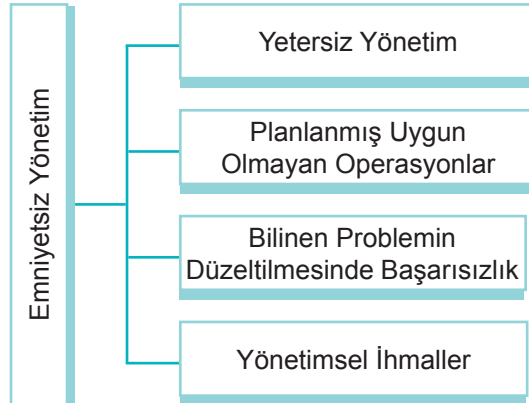 Emniyetsiz Yönetim
Yetersiz Yönetim
Planlanmış Uygun
Olmayan Operasyonlar
Bilinen Problemin
Düzeltilmesinde Başarısızlık
Yönetimsel İhmaller